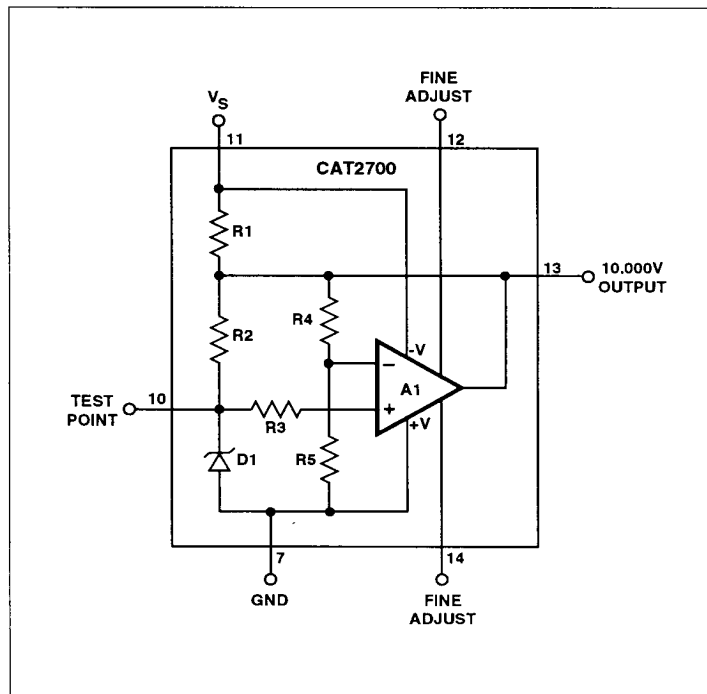 FINE
ADJUST
VS
11
12
CAT2700
R1
13
10.000V
OUTPUT
R4
R2
-V
−
A1
TEST
POINT
10
+
R3
+V
D1
R5
7
14
GND
FINE
ADJUST